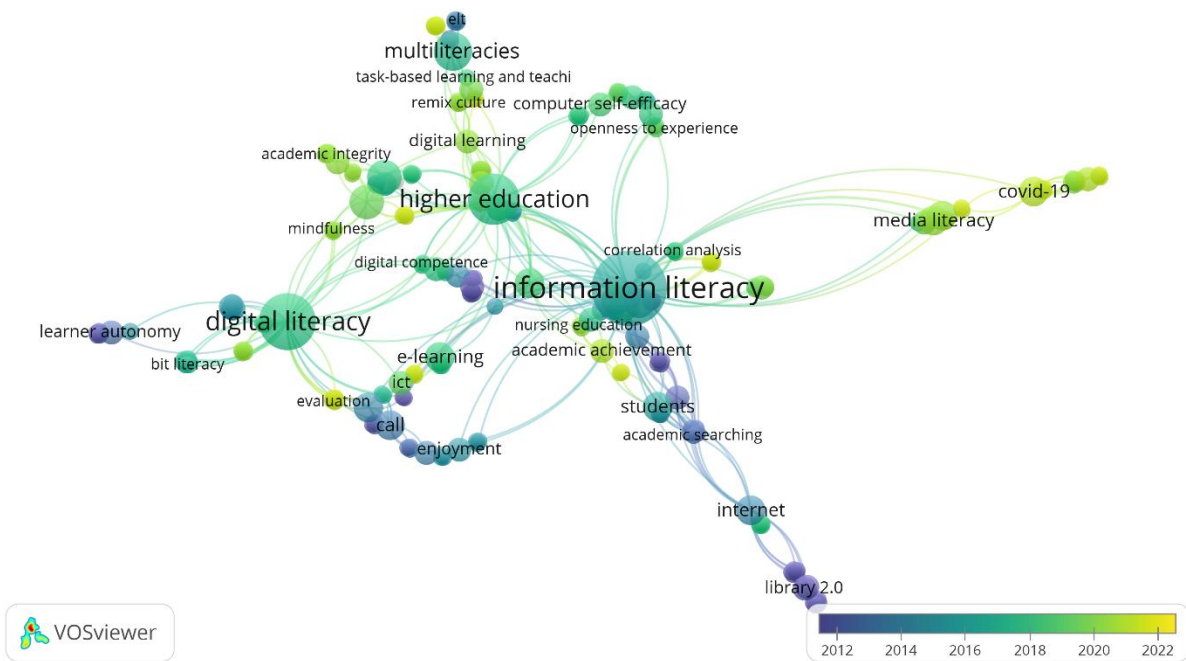 elt
multiliteracies
task-based learning and teachi
remix culture
computer self-efficacy
openness to experience
digital learning
academic integrity
higher education
covid-19
media literacy
mindfulness
correlation analysis
digital competence
information literacy
digital literacy
nursing education
learner autonomy
academic achievement
e-learning
bit literacy
ict
evaluation
students
call
academic searching
enjoyment
internet
library 2.0
VOSviewer
2012 2014 2016 2018 2020 2022